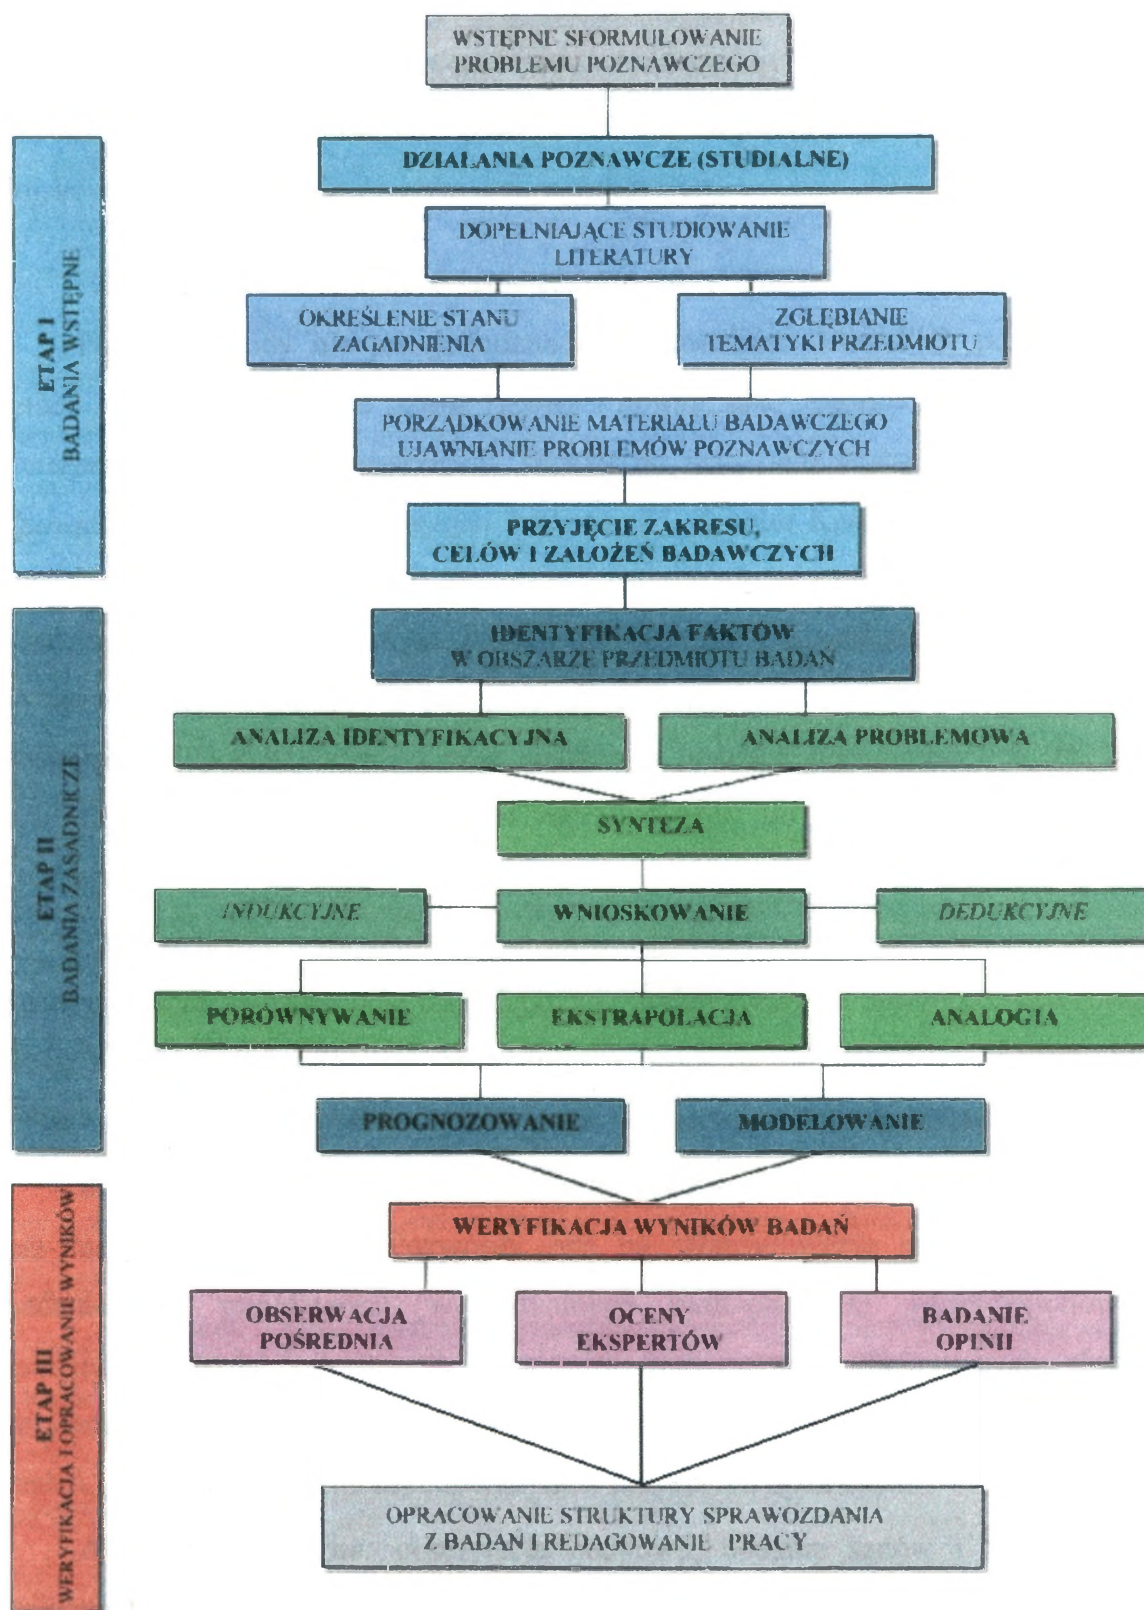 WSTĘPNE SFORMUŁOWANIE
PROBLEMU POZNAWCZEGO
ETAP I
BADANIA WSTĘPNE
DZIAŁANIA POZNAWCZE (STUDIALNE)
DOPEŁNIAJĄCE STUDIOWANIE
LITERATURY
OKREŚLENIE STANU
ZAGADNIENIA
ZGŁĘBIANIE
TEMATYKI PRZEDMIOTU
PORZĄDKOWANIE MATERIAŁU BADAWCZEGO
UJAWNIANIE PROBLEMÓW POZNAWCZYCH
PRZYJĘCIE ZAKRESU,
CELÓW I ZAŁOŻEŃ BADAWCZYCH
ETAP II
BADANIA ZASADNICZE
IDENTYFIKACJA FAKTÓW
W OBSZARZE PRZEDMIOTU BADAŃ
ANALIZA IDENTYFIKACYJNA
ANALIZA PROBLEMOWA
SYNTEZA
INDUKCYJNE
WNIOSKOWANIE
DEDUKCYJNE
PORÓWNYWANIE
EKSTRAPOLACJA
ANALOGIA
PROGNOZOWANIE
MODELOWANIE
ETAP III
WERYFIKACJA I OPRACOWANIE WYNIKÓW
WERYFIKACJA WYNIKÓW BADAŃ
OBSERWACJA
POŚREDNIA
OCENY
EKSPERTÓW
BADANIE
OPINII
OPRACOWANIE STRUKTURY SPRAWOZDANIA
Z BADAŃ I REDAGOWANIE PRACY